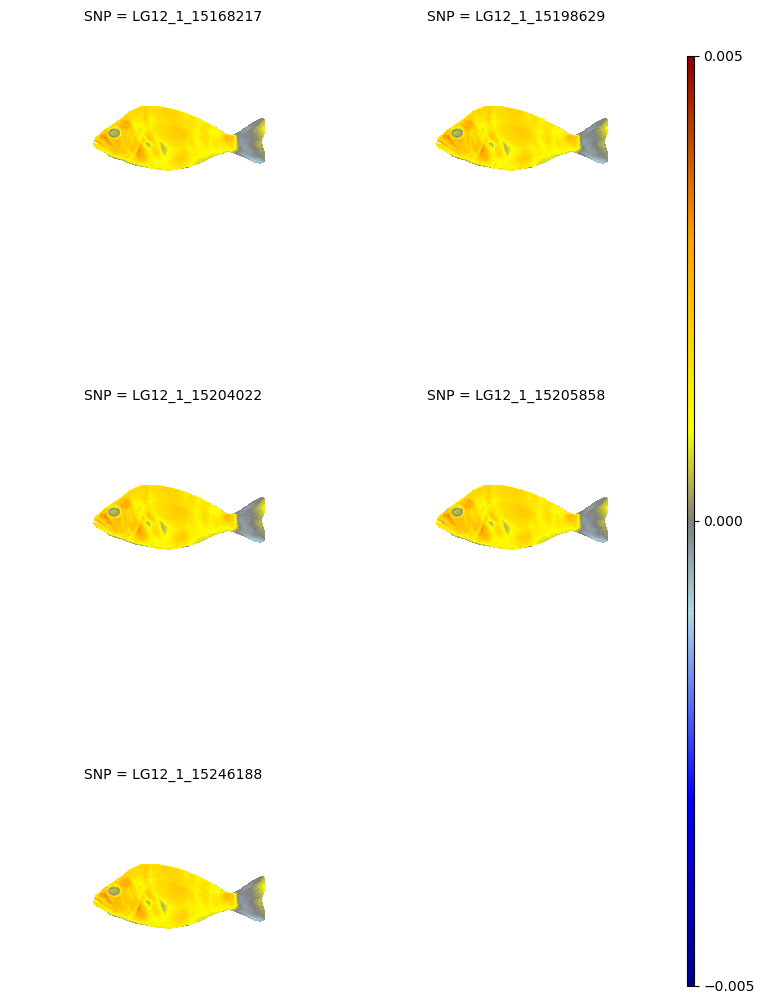 SNP = LG12_1_15168217
SNP = LG12_1_15198629
0.005
SNP = LG12_1_15204022
SNP = LG12_1_15205858
0.000
SNP = LG12_1_15246188
−0.005